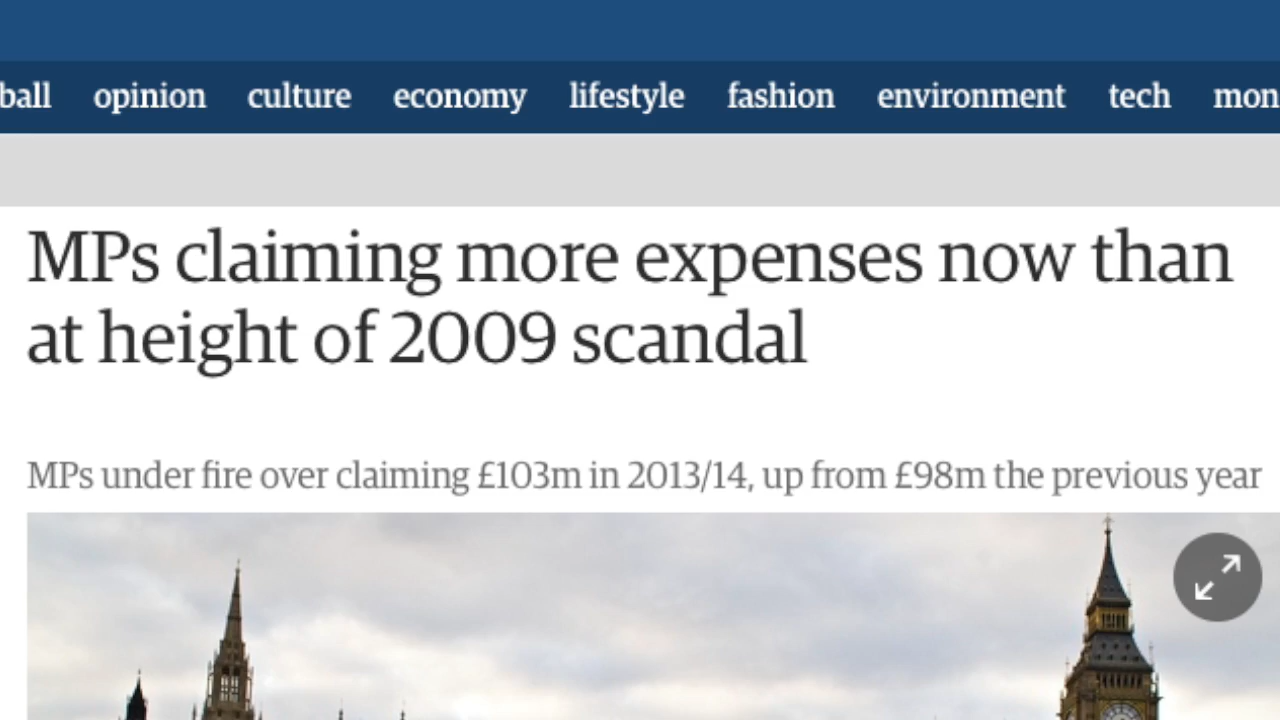 ball opinion culture economy lifestyle fashion environment tech mon
MPs claiming more expenses now than
at height of 2009 scandal
MPs under fire over claiming £103m in 2013/14, up from £98m the previous year